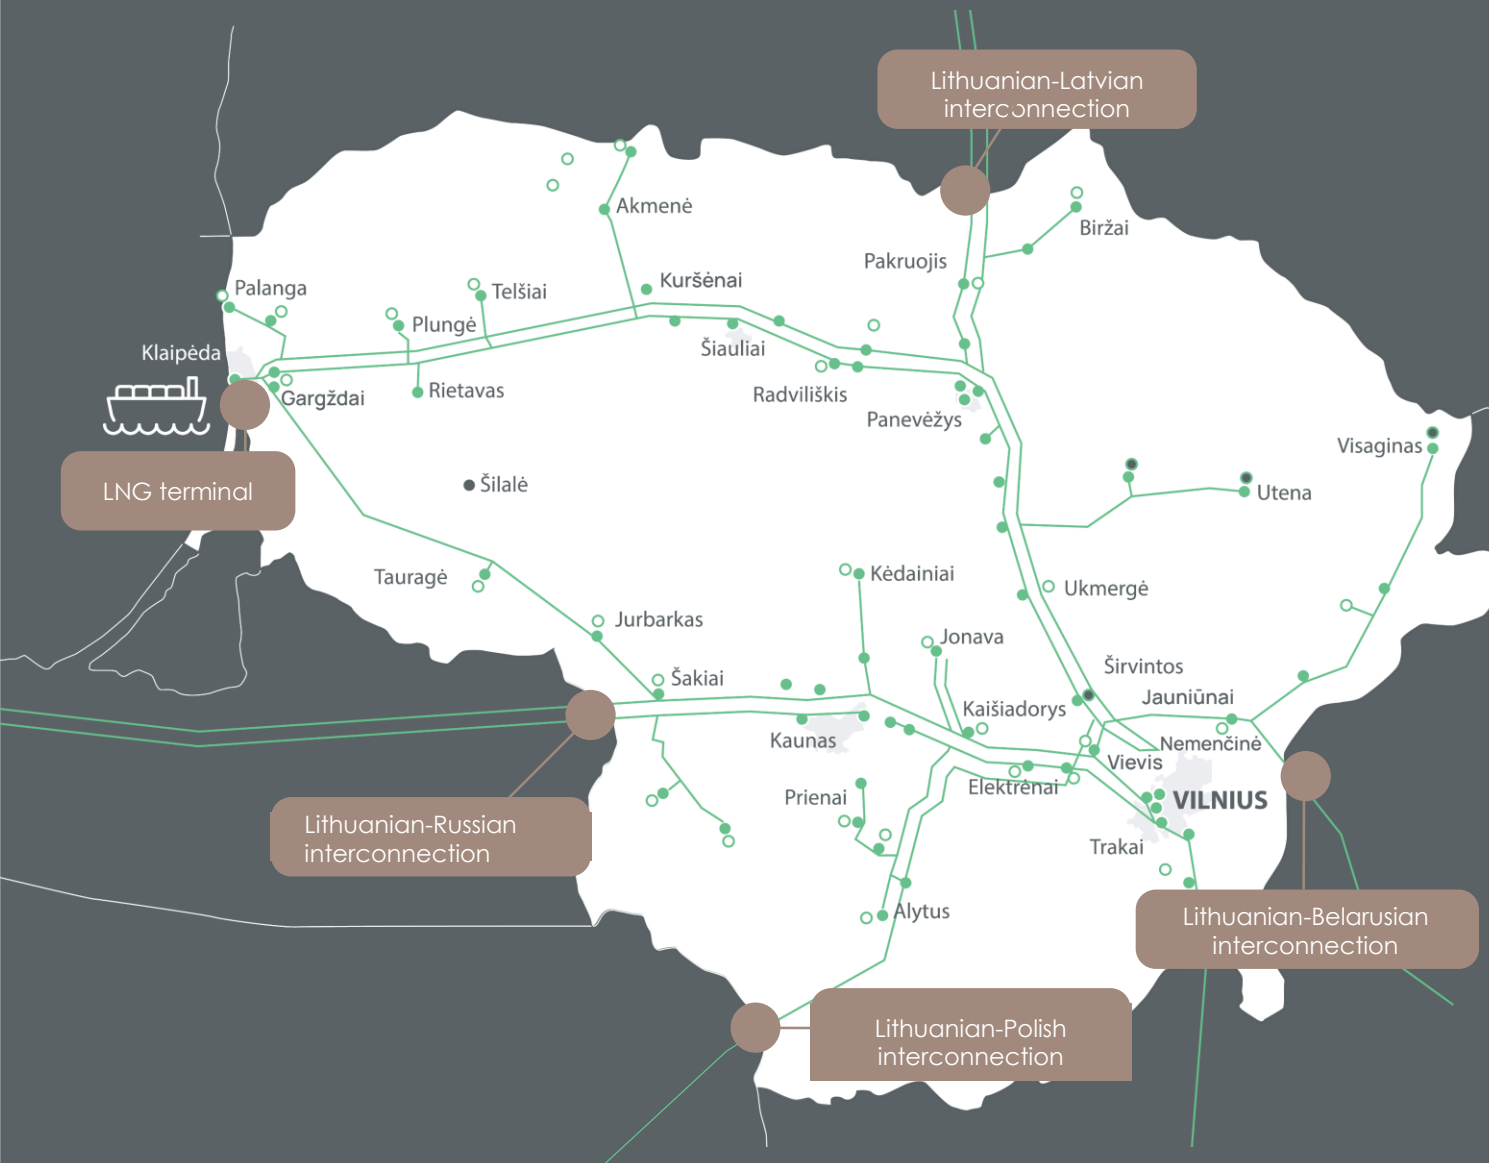 Lithuanian-Latvian
interconnection
Akmenė
Biržai
Pakruojis
Kuršėnai
Palanga
Telšiai
Plungė
Klaipėda
Šiauliai
Rietavas
Gargždai
Radviliškis
Panevėžys
Visaginas
Šilalė
LNG terminal
Utena
Tauragė
Kėdainiai
Ukmergė
Jurbarkas
Jonava
Širvintos
Šakiai
Jauniūnai
Kaišiadorys
Kaunas
Nemenčinė
Vievis
Elektrėnai
Prienai
VILNIUS
Lithuanian-Russian
interconnection
Trakai
Alytus
Lithuanian-Belarusian
interconnection
Lithuanian-Polish
interconnection